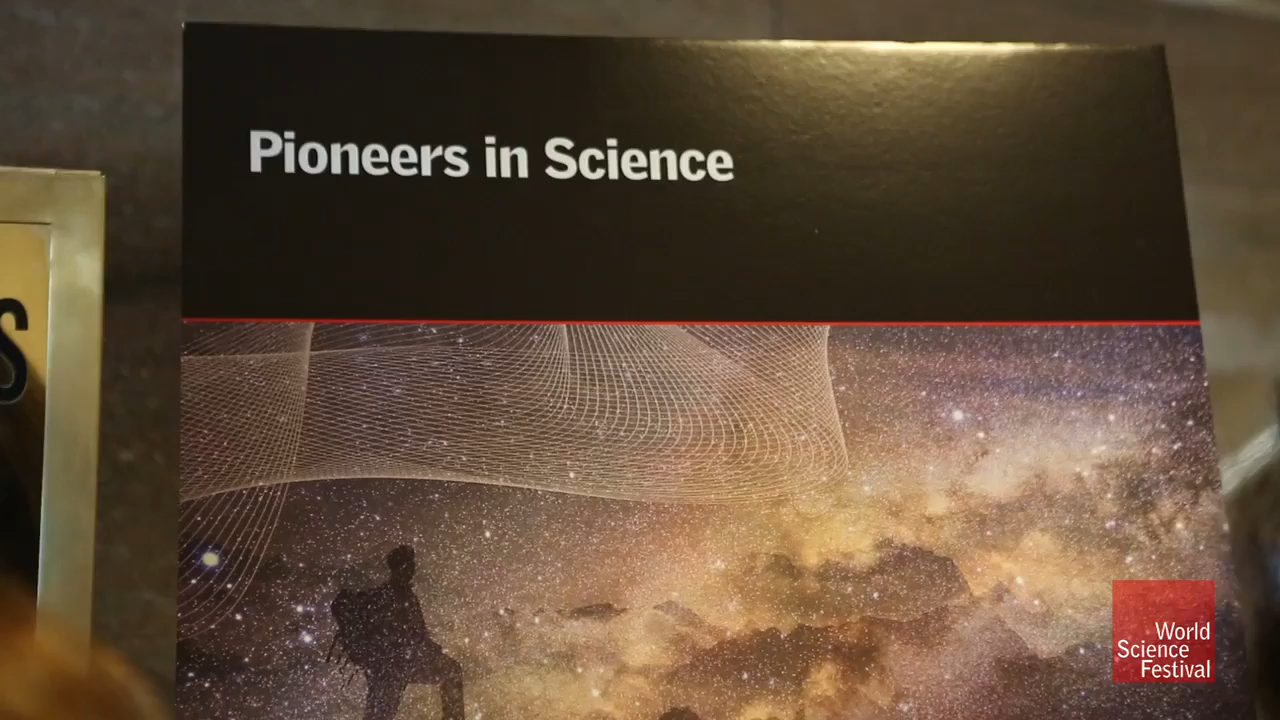 Pioneers in Science
S
World
Science
Festival